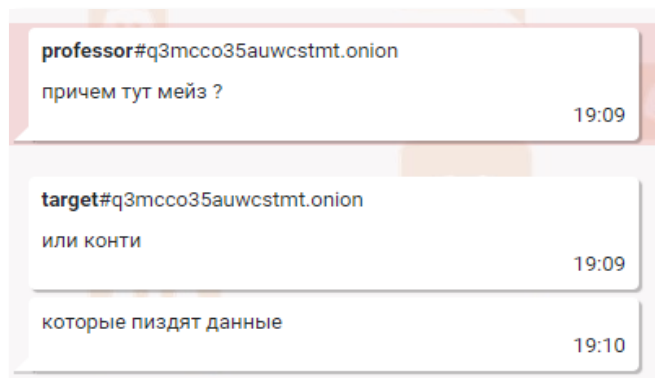 professor#q3mcco35auwcstmt.onion
причем тут мейз ?
19:09
target#q3mcco35auwcstmt.onion
или конти
19:09
которые пиздят данные
19:10